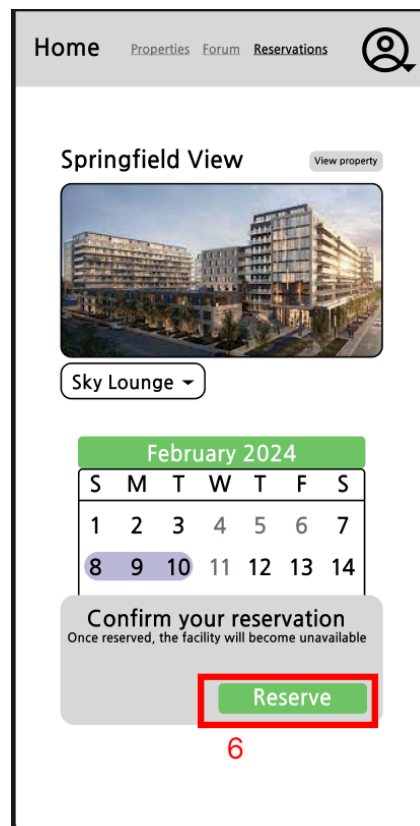 Home Properties Forum Reservations
Springfield View View property
Sky Lounge
February 2024
S M T W T F S
1 2 3 4 5 6 7
8 9 10 11 12 13 14
Confirm your reservation
Once reserved, the facility will become unavailable
Reserve
6